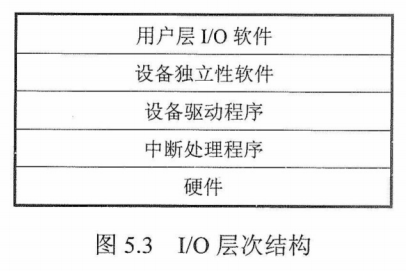 用户层 I/O 软件
设备独立性软件
设备驱动程序
中断处理程序
硬件
图 5.3 I/O 层次结构